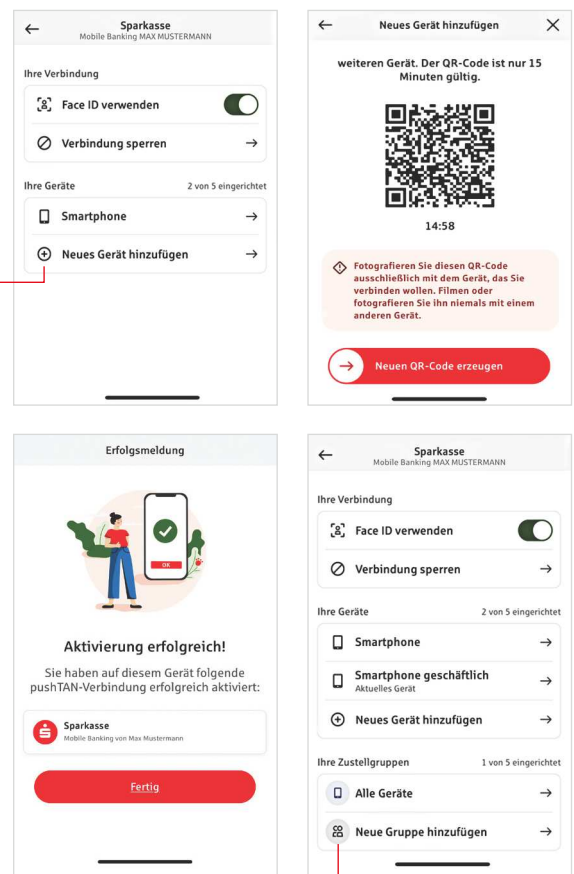 Sparkasse
Mobile Banking MAX MUSTERMANN
Ihre Verbindung
Face ID verwenden
Verbindung sperren
Ihre Geräte 2 von 5 eingerichtet
Smartphone
Neues Gerät hinzufügen
Neues Gerät hinzufügen
weiteren Gerät. Der QR-Code ist nur 15
Minuten gültig.
14:58
Fotografieren Sie diesen QR-Code
ausschließlich mit dem Gerät, das Sie
verbinden wollen. Filmen oder
fotografieren Sie ihn niemals mit einem
anderen Gerät.
Neuen QR-Code erzeugen
Erfolgsmeldung
OK
Aktivierung erfolgreich!
Sie haben auf diesem Gerät folgende
pushTAN-Verbindung erfolgreich aktiviert:
Sparkasse
Mobile Banking von Max Mustermann
Fertig
Sparkasse
Mobile Banking MAX MUSTERMANN
Ihre Verbindung
Face ID verwenden
Verbindung sperren
Ihre Geräte 2 von 5 eingerichtet
Smartphone
Smartphone geschäftlich
Aktuelles Gerät
Neues Gerät hinzufügen
Ihre Zustellgruppen 1 von 5 eingerichtet
Alle Geräte
Neue Gruppe hinzufügen